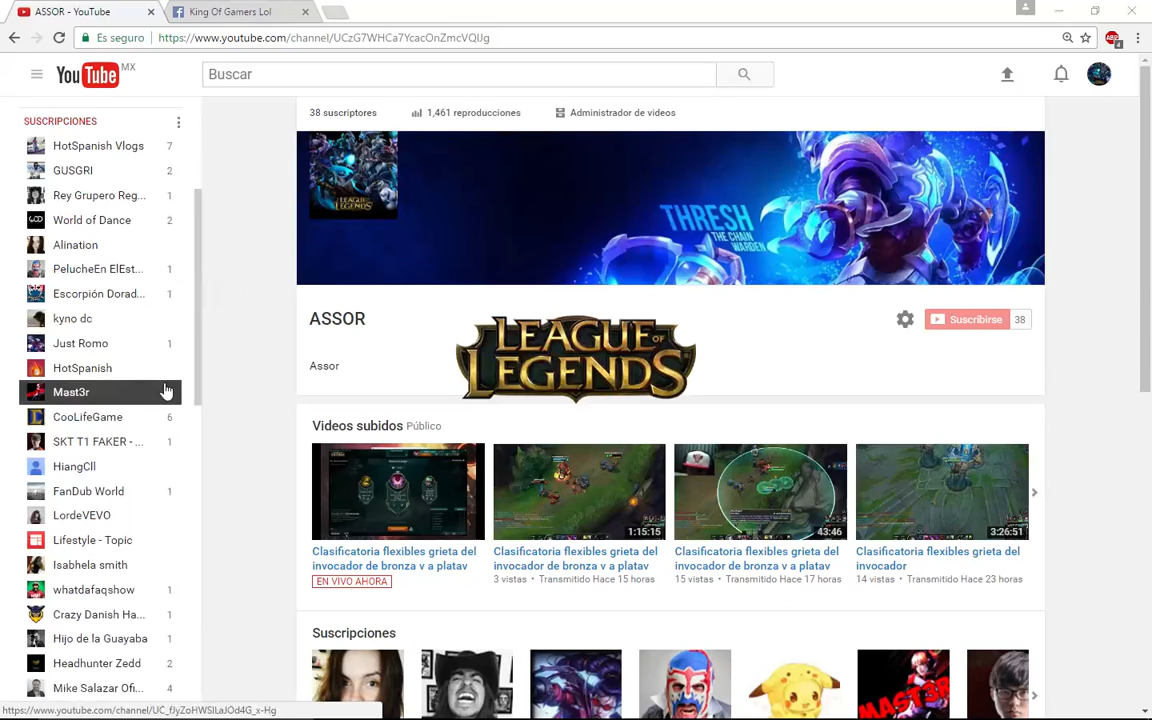 ASSOR - YouTube
King Of Gamers Lol
Es seguro
https://www.youtube.com/channel/UCzG7WHCa7YcacOnZmcVQIJg
YouTube MX
Buscar
SUSCRIPCIONES
HotSpanish Vlogs 7
GUSGRI 2
Rey Grupero Reg... 1
World of Dance 2
Alination
PelucheEn ElEst... 1
Escorpión Dorad... 1
kyno dc
Just Romo 1
HotSpanish
Mast3r
CooLifeGame 6
SKT T1 FAKER - ... 1
HiangCll
FanDub World 1
LordeVEVO
Lifestyle - Topic
Isabhela smith
whatdafaqshow 1
Crazy Danish Ha... 1
Hijo de la Guayaba 1
Headhunter Zedd 2
Mike Salazar Ofi... 4
https://www.youtube.com/channel/UC_fJyZoHWSILaJOd4G_x-Hg
38 suscriptores
1,461 reproducciones
Administrador de videos
LEAGUE OF
LEGENDS
THRESH
THE CHAIN
WARDEN
ASSOR
Suscribirse 38
Assor
LEAGUE OF
LEGENDS
Videos subidos Público
1:15:15
43:46
3:26:51
Clasificatoria flexibles grieta del
invocador de bronza v a platav
EN VIVO AHORA
Clasificatoria flexibles grieta del
invocador de bronza v a platav
3 vistas • Transmitido Hace 15 horas
Clasificatoria flexibles grieta del
invocador de bronza v a platav
15 vistas • Transmitido Hace 17 horas
Clasificatoria flexibles grieta del
invocador
14 vistas • Transmitido Hace 23 horas
Suscripciones
MAST3R